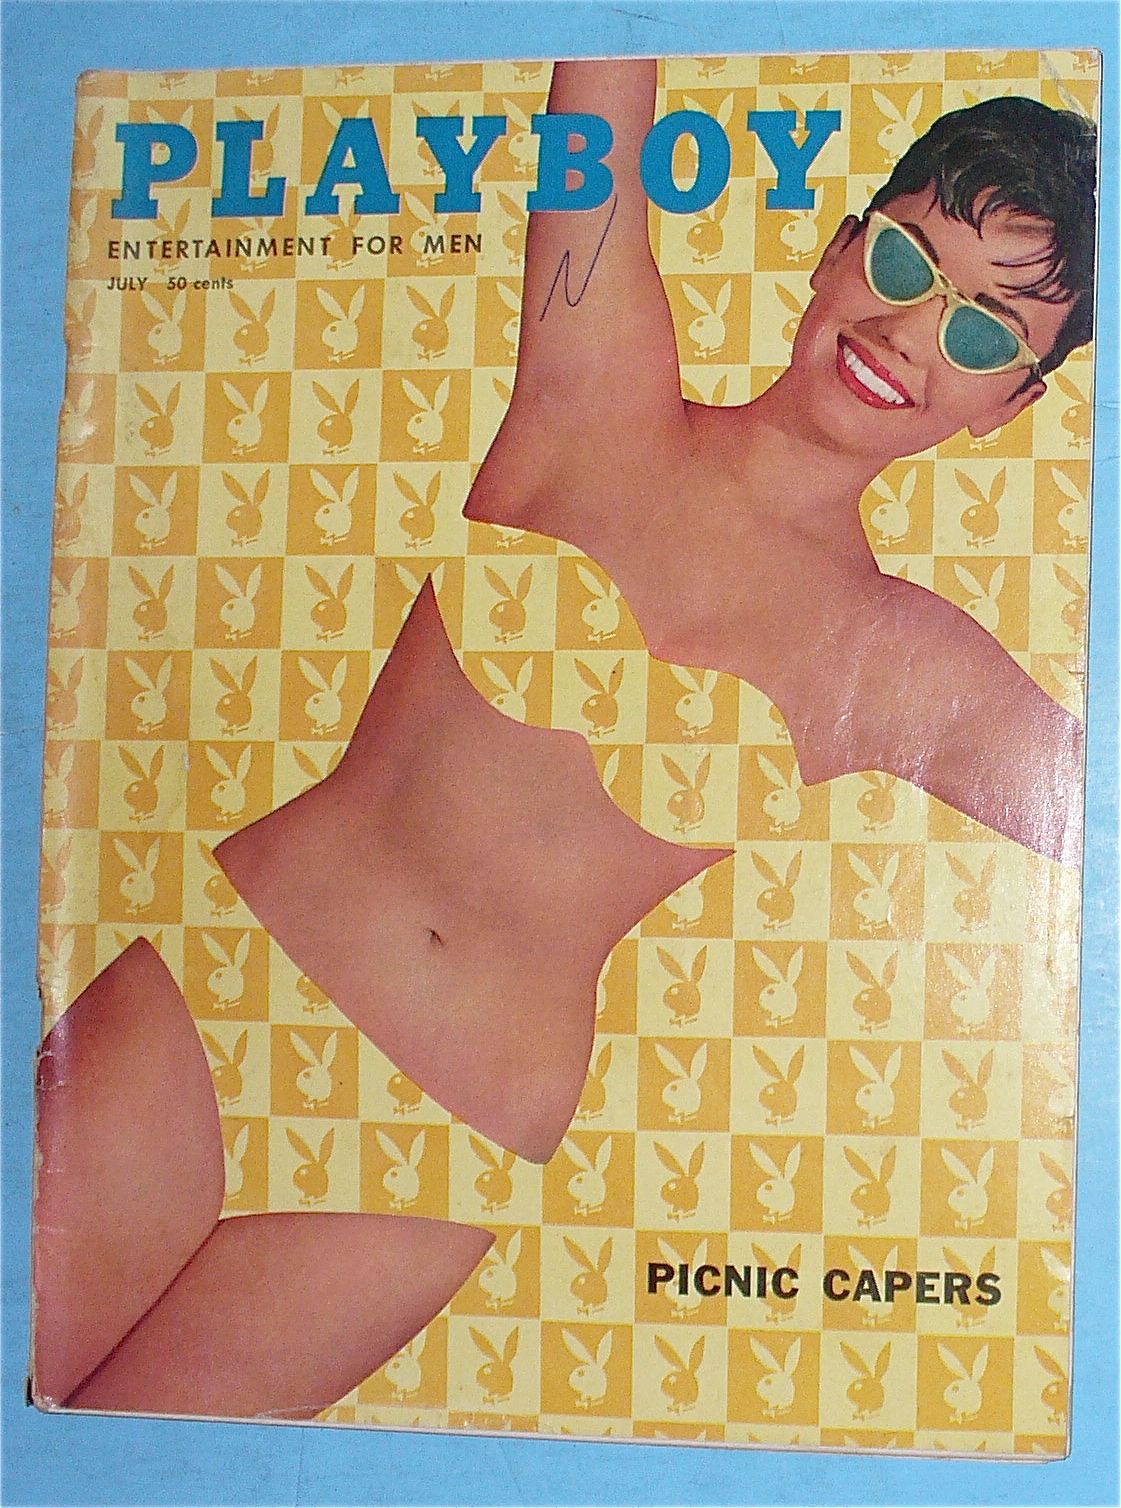 PLAYBOY
ENTERTAINMENT FOR MEN
JULY 50 cents
N
PICNIC CAPERS